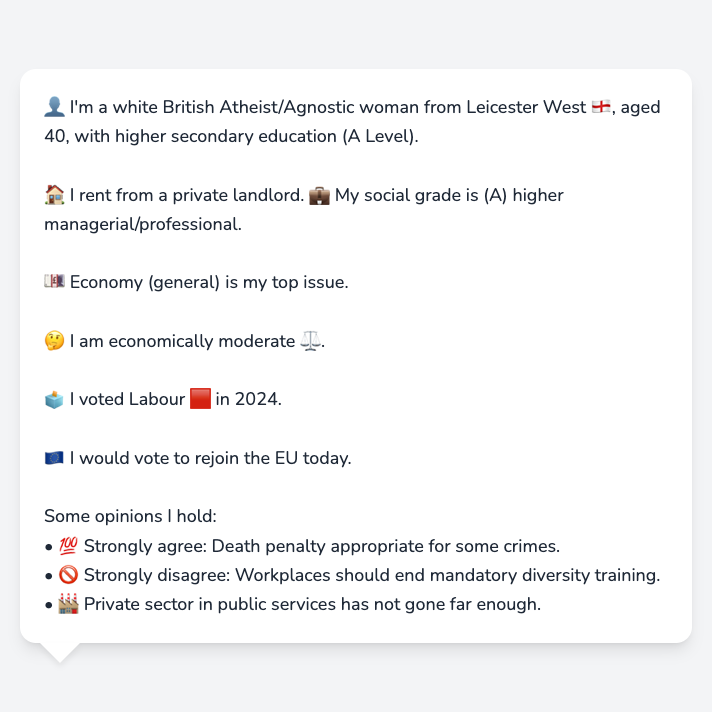 👤 I'm a white British Atheist/Agnostic woman from Leicester West 🏴󠁧󠁢󠁥󠁮󠁧󠁿, aged
40, with higher secondary education (A Level).
🏠 I rent from a private landlord. 💼 My social grade is (A) higher
managerial/professional.
💷 Economy (general) is my top issue.
🤔 I am economically moderate ⚖️.
🗳️ I voted Labour 🟥 in 2024.
🇪🇺 I would vote to rejoin the EU today.
Some opinions I hold:
• 💯 Strongly agree: Death penalty appropriate for some crimes.
• 🚫 Strongly disagree: Workplaces should end mandatory diversity training.
• 🏭 Private sector in public services has not gone far enough.